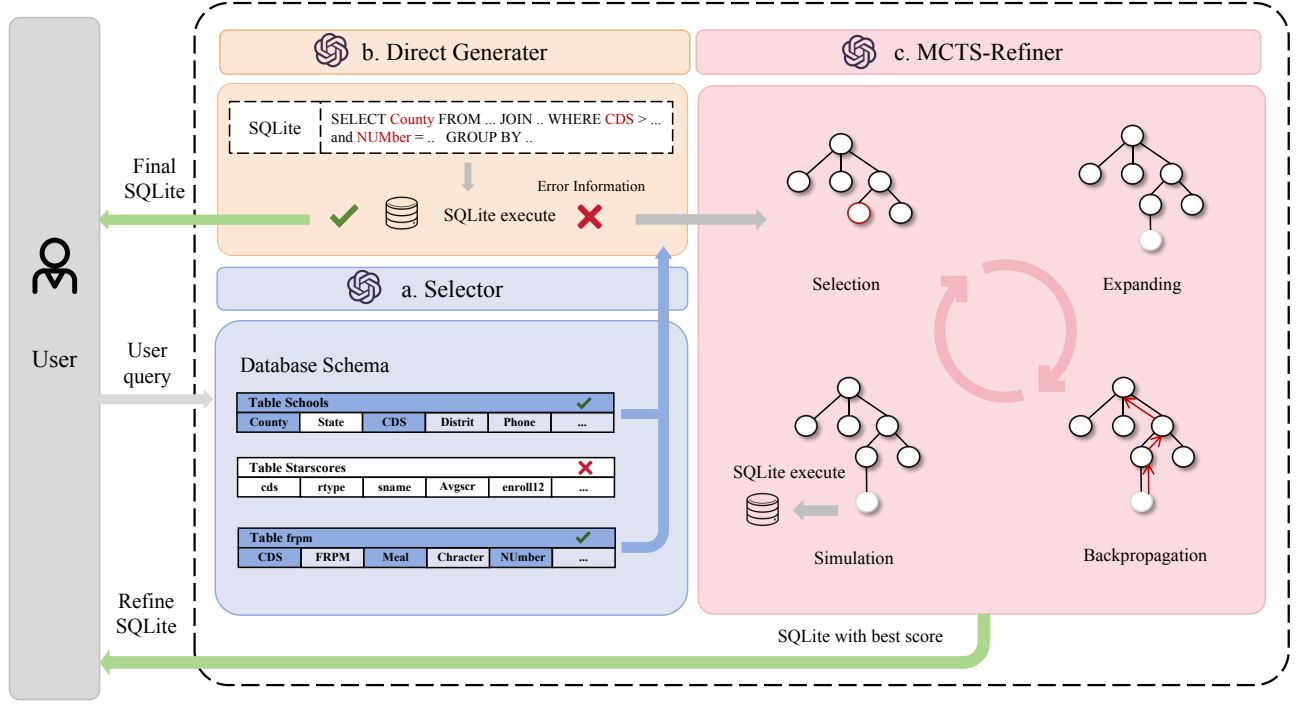 b. Direct Generater
c. MCTS-Refiner
SQLite
SELECT County FROM ... JOIN .. WHERE CDS > ...
and NUMber = .. GROUP BY ..
Final
SQLite
Error Information
SQLite execute
Selection
Expanding
a. Selector
User
User
query
Database Schema
Table Schools
County State CDS Distrit Phone ...
Table Starscores
cds rtype sname Avgscr enroll12 ...
Table frpm
CDS FRPM Meal Chracter NUmber ...
SQLite execute
Simulation
Backpropagation
Refine
SQLite
SQLite with best score